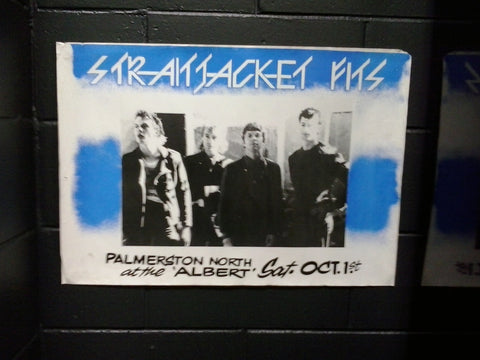 STRAITJACKET FITS
PALMERSTON NORTH
at the 'ALBERT' Sat. OCT. 1st